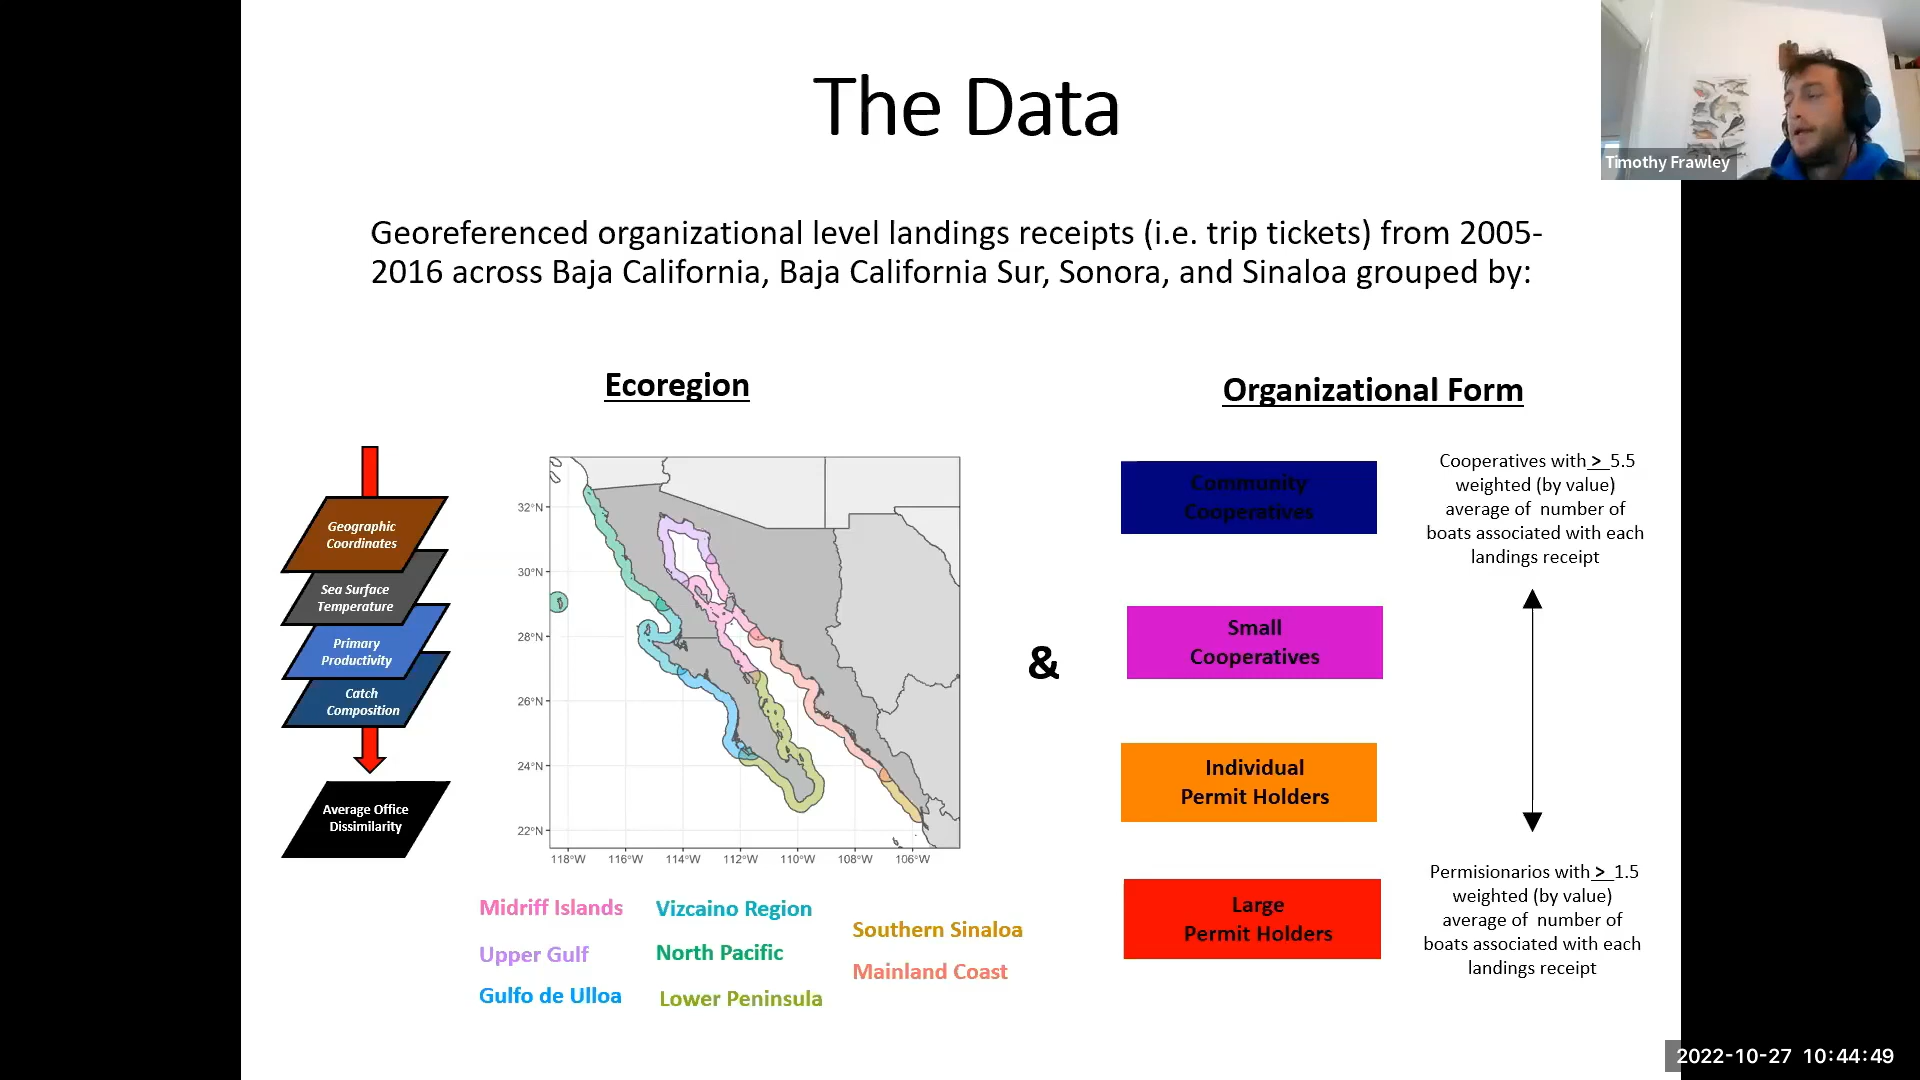 The Data
Timothy Frawley
Georeferenced organizational level landings receipts (i.e. trip tickets) from 2005-
2016 across Baja California, Baja California Sur, Sonora, and Sinaloa grouped by:
Ecoregion
Geographic
Coordinates
Sea Surface
Temperature
Primary
Productivity
Catch
Composition
Average Office
Dissimilarity
32°N
30°N
28°N
26°N
24°N
22°N
118°W 116°W 114°W 112°W 110°W 108°W 106°W
Midriff Islands
Upper Gulf
Gulfo de Ulloa
Vizcaino Region
North Pacific
Lower Peninsula
Southern Sinaloa
Mainland Coast
&
Organizational Form
Community
Cooperatives
Small
Cooperatives
Individual
Permit Holders
Large
Permit Holders
Cooperatives with > 5.5
weighted (by value)
average of number of
boats associated with each
landings receipt
Permisionarios with > 1.5
weighted (by value)
average of number of
boats associated with each
landings receipt
2022-10-27 10:44:49